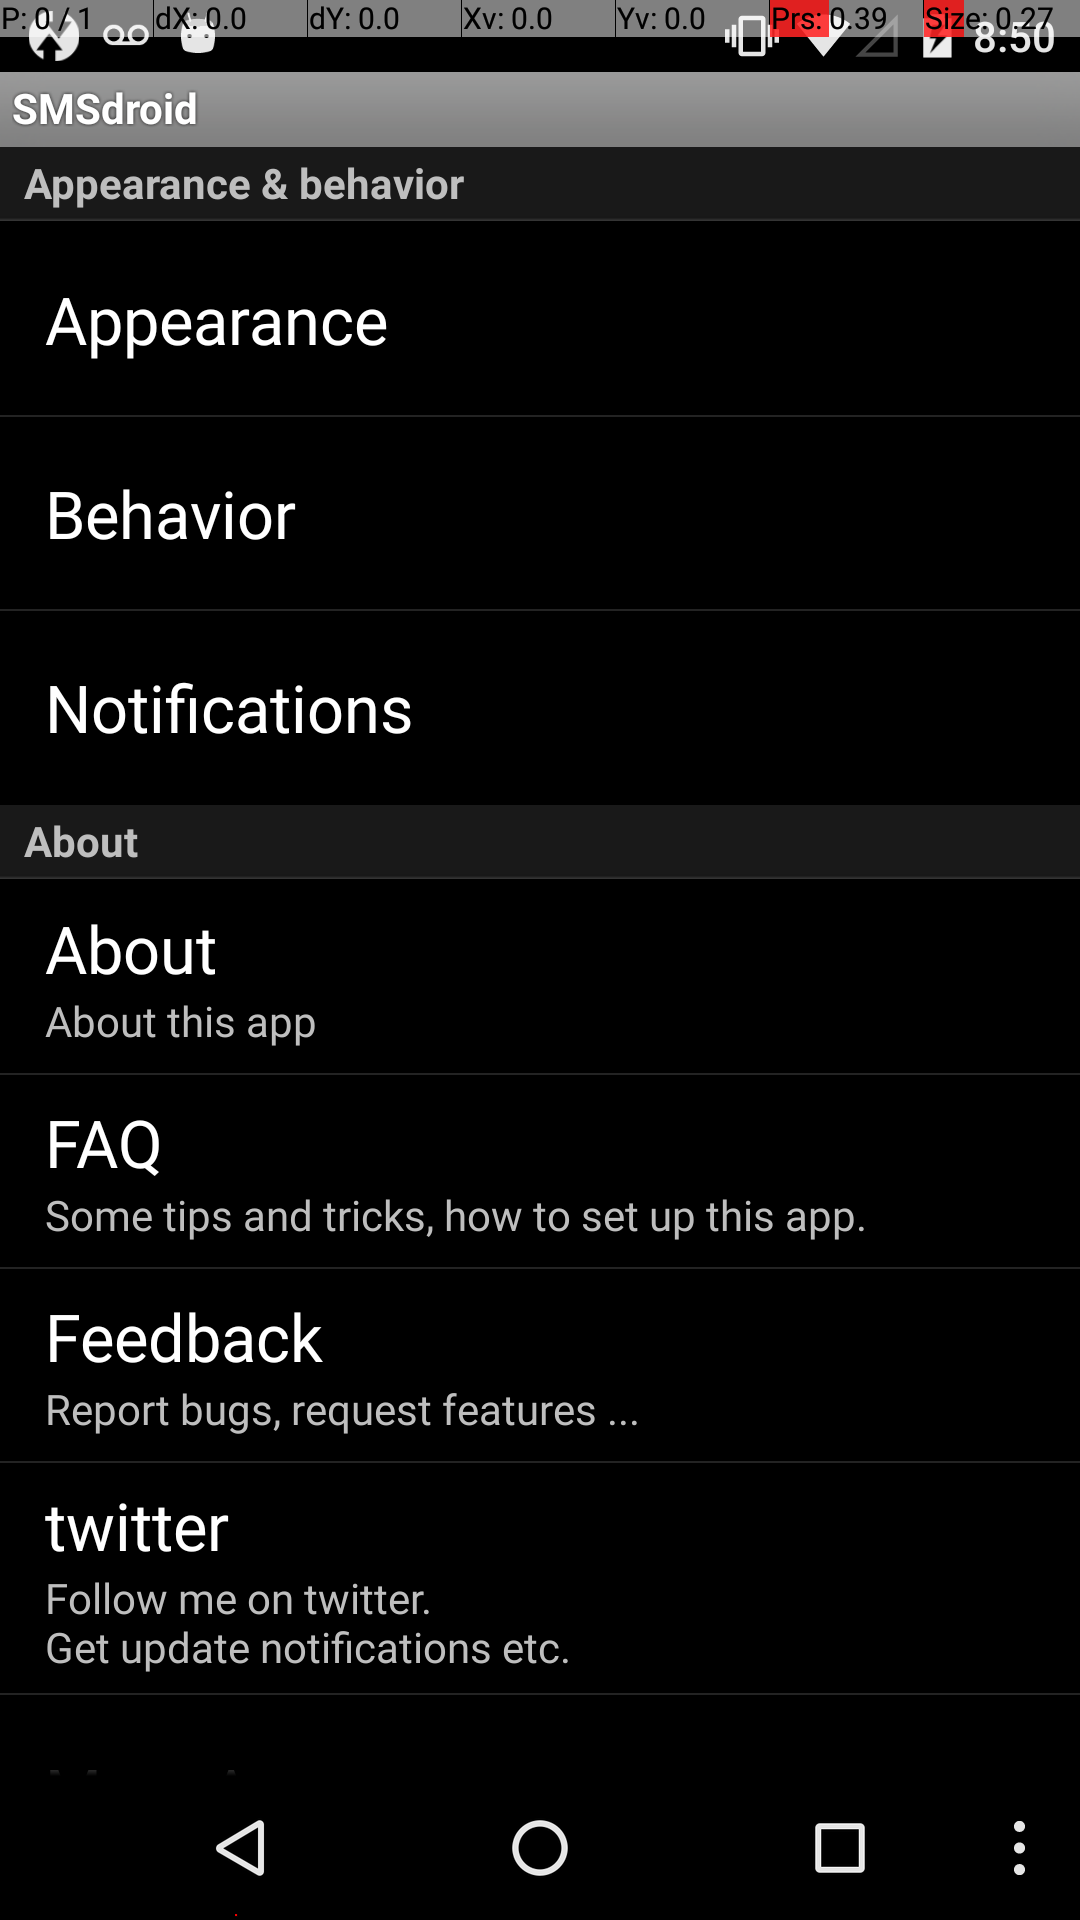 P: 0 / 1 dX: 0.0 dY: 0.0 Xv: 0.0 Yv: 0.0 Prs: 0.39 Size: 0.27
8:50
SMSdroid
Appearance & behavior
Appearance
Behavior
Notifications
About
About
About this app
FAQ
Some tips and tricks, how to set up this app.
Feedback
Report bugs, request features ...
twitter
Follow me on twitter.
Get update notifications etc.